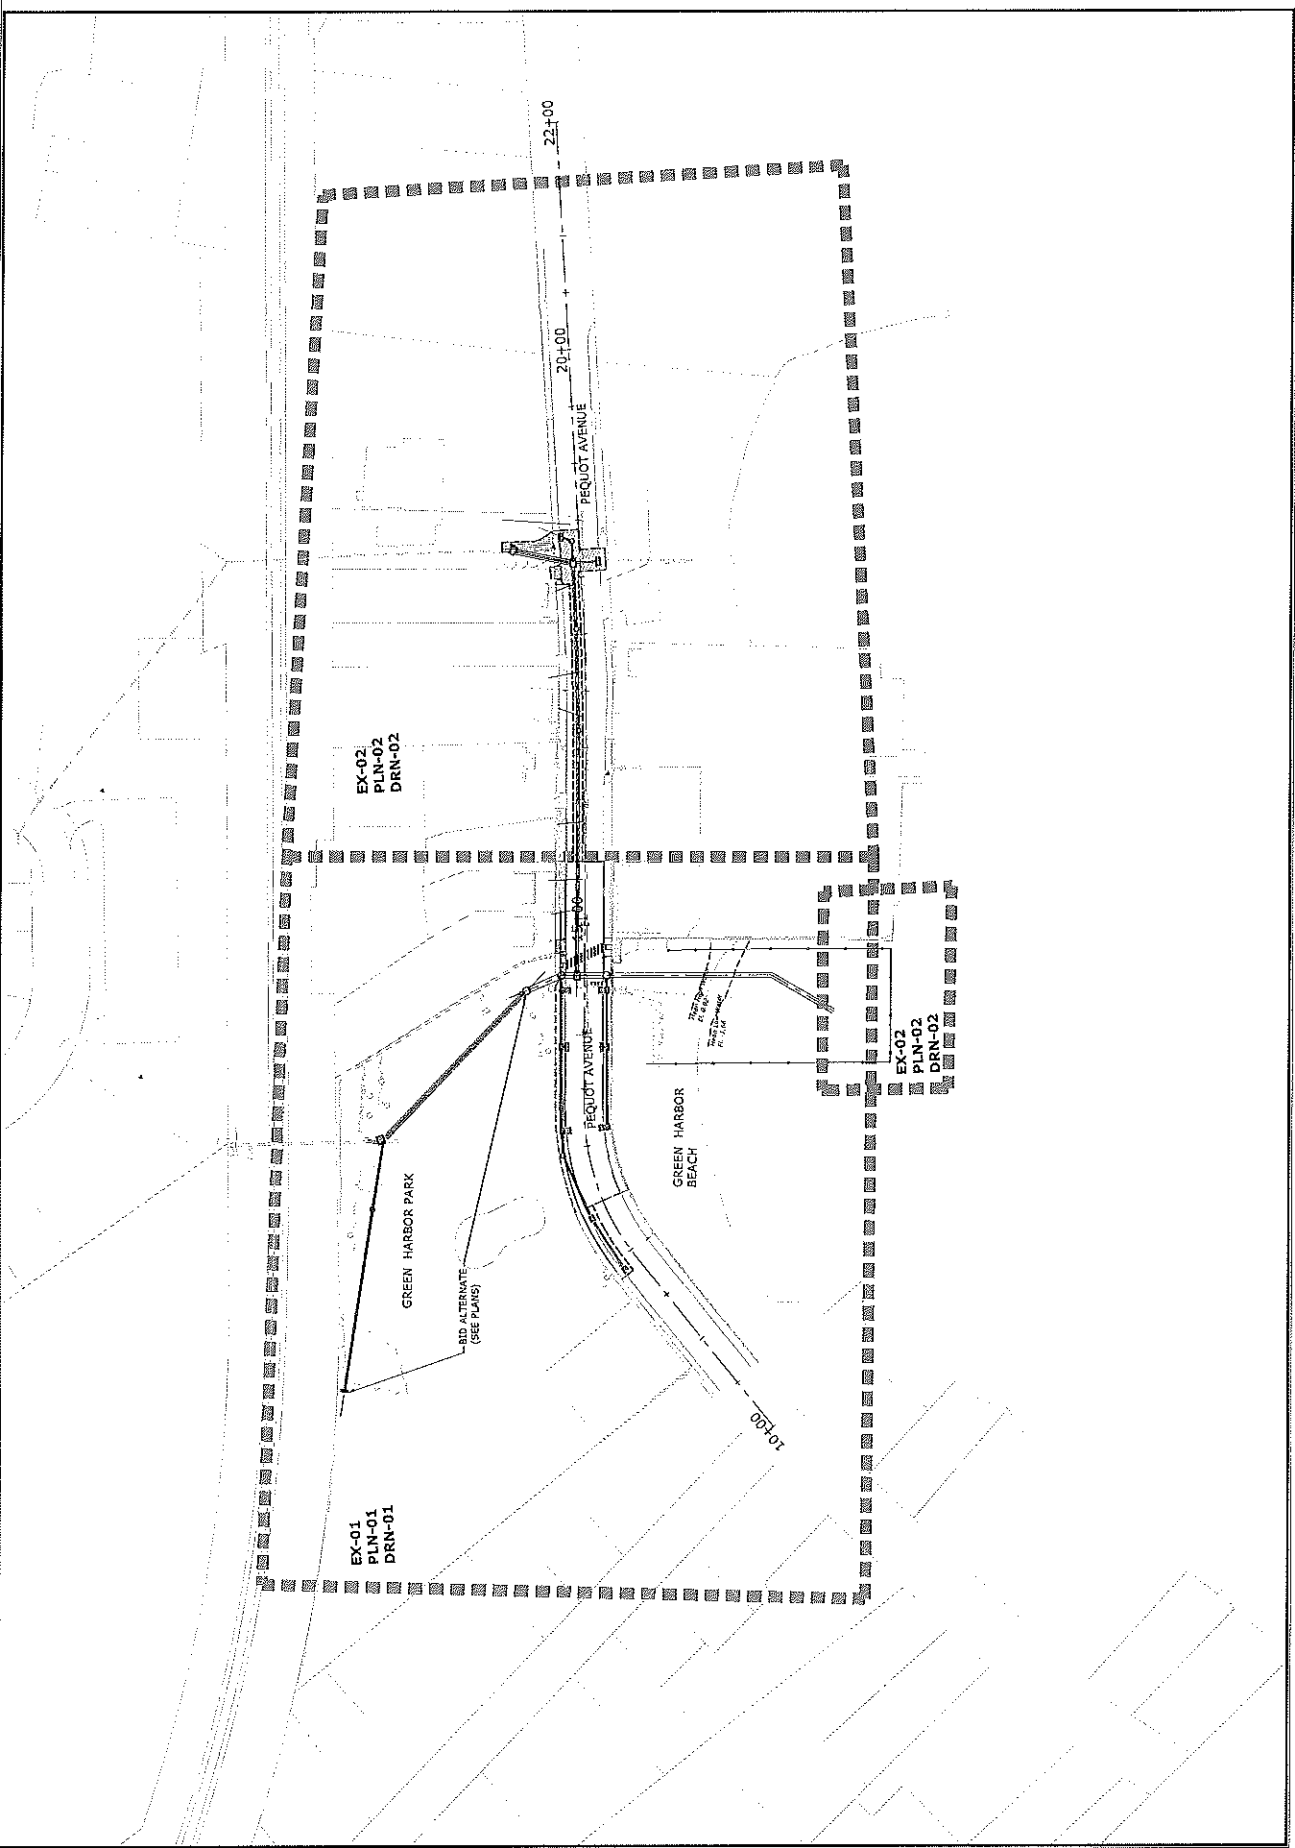 EX-01
PLN-01
DRN-01
GREEN HARBOR PARK
BID ALTERNATE
(SEE PLANS)
10+00
PEQUOT AVENUE
GREEN HARBOR
BEACH
15+00
EX-02
PLN-02
DRN-02
EX-02
PLN-02
DRN-02
PEQUOT AVENUE
20+00
22+00